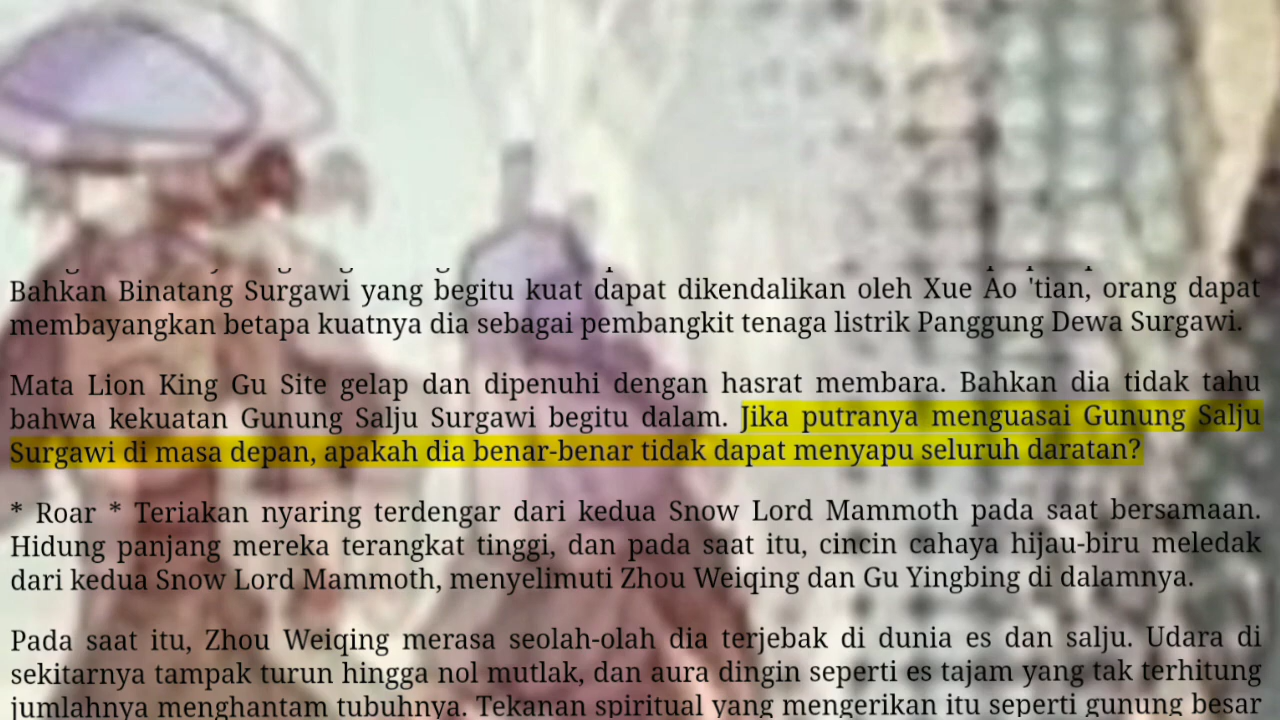 Bahkan Binatang Surgawi yang begitu kuat dapat dikendalikan oleh Xue Ao 'tian, orang dapat
membayangkan betapa kuatnya dia sebagai pembangkit tenaga listrik Panggung Dewa Surgawi.
Mata Lion King Gu Site gelap dan dipenuhi dengan hasrat membara. Bahkan dia tidak tahu
bahwa kekuatan Gunung Salju Surgawi begitu dalam. Jika putranya menguasai Gunung Salju
Surgawi di masa depan, apakah dia benar-benar tidak dapat menyapu seluruh daratan?
* Roar * Teriakan nyaring terdengar dari kedua Snow Lord Mammoth pada saat bersamaan.
Hidung panjang mereka terangkat tinggi, dan pada saat itu, cincin cahaya hijau-biru meledak
dari kedua Snow Lord Mammoth, menyelimuti Zhou Weiqing dan Gu Yingbing di dalamnya.
Pada saat itu, Zhou Weiqing merasa seolah-olah dia terjebak di dunia es dan salju. Udara di
sekitarnya tampak turun hingga nol mutlak, dan aura dingin seperti es tajam yang tak terhitung
jumlahnya menghantam tubuhnya. Tekanan spiritual yang mengerikan itu seperti gunung besar